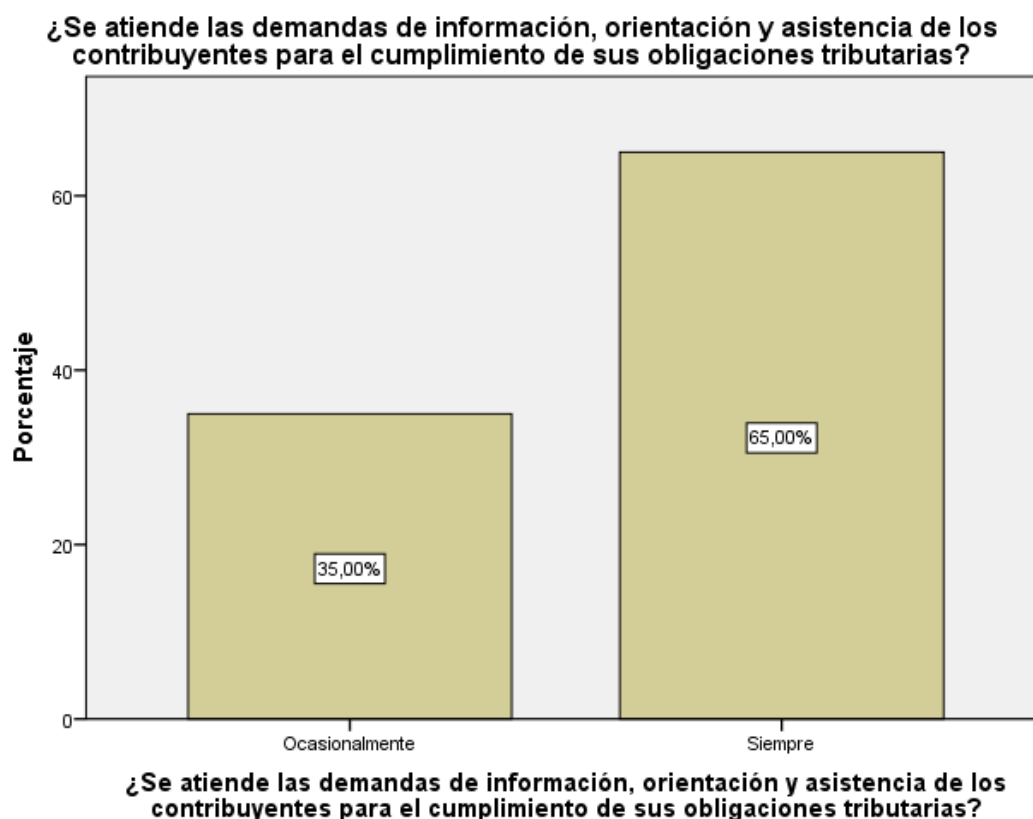 ¿Se atiende las demandas de información, orientación y asistencia de los
contribuyentes para el cumplimiento de sus obligaciones tributarias?
Porcentaje
60
40
20
0
35,00%
65,00%
Ocasionalmente
Siempre
¿Se atiende las demandas de información, orientación y asistencia de los
contribuyentes para el cumplimiento de sus obligaciones tributarias?